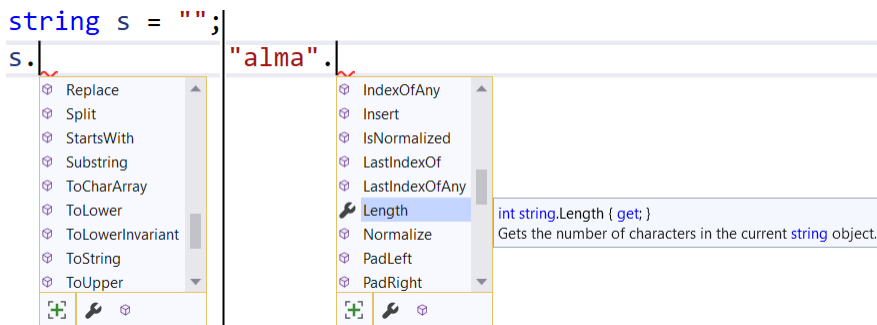 string s = "";
s.
Replace
Split
StartsWith
Substring
ToCharArray
ToLower
ToLowerInvariant
ToString
ToUpper
"alma".
IndexOfAny
Insert
IsNormalized
LastIndexOf
LastIndexOfAny
Length
Normalize
PadLeft
PadRight
int string.Length { get; }
Gets the number of characters in the current string object.